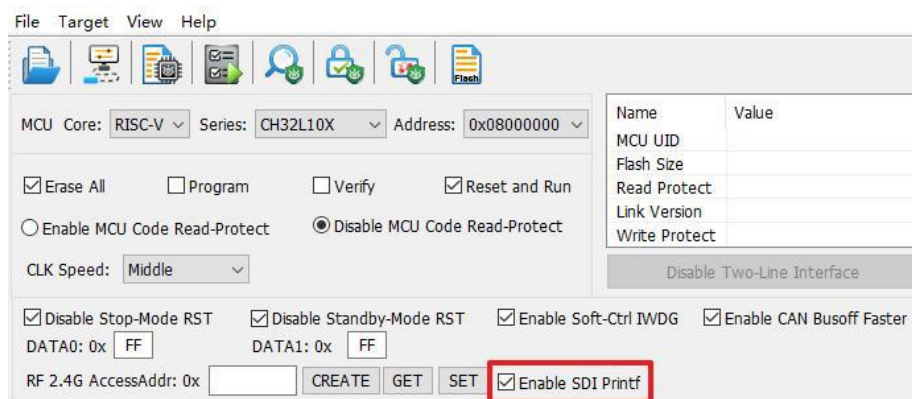 File Target View Help
Flash
MCU Core: RISC-V Series: CH32L10X Address: 0x08000000
Erase All Program Verify Reset and Run
Enable MCU Code Read-Protect Disable MCU Code Read-Protect
CLK Speed: Middle
Name Value
MCU UID
Flash Size
Read Protect
Link Version
Write Protect
Disable Two-Line Interface
Disable Stop-Mode RST Disable Standby-Mode RST Enable Soft-Ctrl IWDG Enable CAN Busoff Faster
DATA0: 0x FF DATA1: 0x FF
RF 2.4G AccessAddr: 0x CREATE GET SET Enable SDI Printf